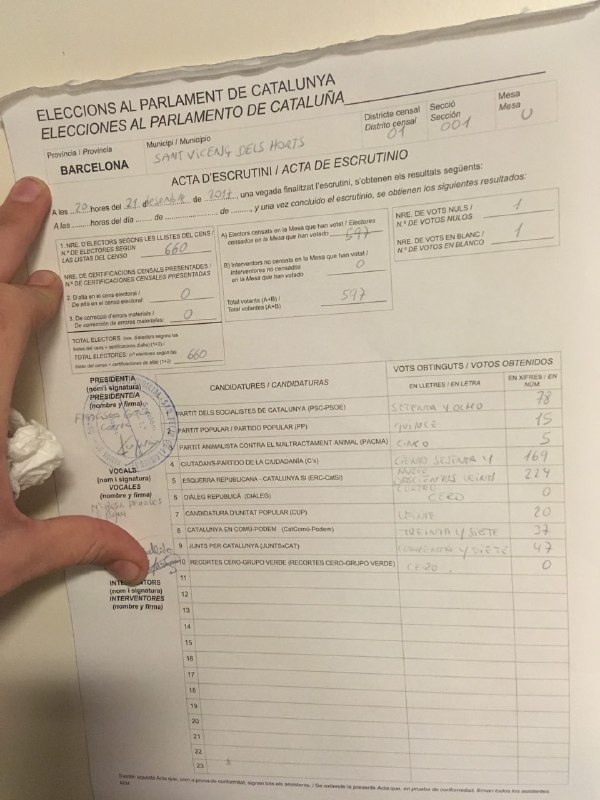 ELECCIONS AL PARLAMENT DE CATALUNYA
ELECCIONES AL PARLAMENTO DE CATALUÑA
Província / Provincia
BARCELONA
Municipi / Municipio
SANT VICENÇ DELS HORTS
Districte censal
Distrito censal
01
Secció
Sección
001
Mesa
Mesa
U
ACTA D'ESCRUTINI / ACTA DE ESCRUTINIO
A les 20 hores del 21 desembre de 2017, una vegada finalitzat l'escrutini, s'obtenen els resultats següents:
A las hores del día de de y una vez concluido el escrutinio, se obtienen los siguientes resultados:
1. NRE. D'ELECTORS SEGONS LES LLISTES DEL CENS /
N.º DE ELECTORES SEGÚN
LAS LISTAS DEL CENSO
660
NRE. DE CERTIFICACIONS CENSALS PRESENTADES /
N.º DE CERTIFICACIONES CENSALES PRESENTADAS
2. D'alta en el cens electoral /
De alta en el censo electoral:
0
3. De correcció d'errors materials /
De corrección de errores materiales:
0
TOTAL ELECTORS: (nre. d'electors segons les
llistes del cens + certificacions d'alta) (1+2) /
TOTAL ELECTORES: (nº electores según las
listas del censo + certificaciones de alta) (1+2)
660
A) Electors censats en la Mesa que han votat / Electores
censados en la Mesa que han votado
597
B) Interventors no censats en la Mesa que han votat /
Interventores no censados
en la Mesa que han votado
0
Total votants (A+B) /
Total votantes (A+B)
597
NRE. DE VOTS NULS /
N.º DE VOTOS NULOS
1
NRE. DE VOTS EN BLANC /
N.º DE VOTOS EN BLANCO
1
PRESIDENT/A
(nom i signatura)
PRESIDENTE/A
(nombre y firma)
VOCALS
(nom i signatura)
VOCALES
(nombre y firma)
INTERVENTORS
(nom i signatura)
INTERVENTORES
(nombre y firma)
CANDIDATURES / CANDIDATURAS
VOTS OBTINGUTS / VOTOS OBTENIDOS
EN LLETRES / EN LETRA
EN XIFRES / EN NÚM.
PARTIT DELS SOCIALISTES DE CATALUNYA (PSC-PSOE) SETENTA Y OCHO 78
PARTIT POPULAR / PARTIDO POPULAR (PP) QUINCE 15
PARTIT ANIMALISTA CONTRA EL MALTRACTAMENT ANIMAL (PACMA) CINCO 5
4 CIUTADANS-PARTIDO DE LA CIUDADANÍA (C's) CIENTO SESENTA Y NUEVE 169
5 ESQUERRA REPUBLICANA - CATALUNYA SI (ERC-CatSí) DOSCIENTOS VEINTI CUATRO 224
6 DIÀLEG REPUBLICÀ (DIÀLEG) CERO 0
7 CANDIDATURA D'UNITAT POPULAR (CUP) VEINTE 20
8 CATALUNYA EN COMÚ-PODEM (CatComú-Podem) TREINTA Y SIETE 37
9 JUNTS PER CATALUNYA (JUNTSxCAT) CUARENTA Y SIETE 47
10 RECORTES CERO-GRUPO VERDE (RECORTES CERO-GRUPO VERDE) CERO. 0
11
12
13
14
15
16
17
18
19
20
21
22
23
S'estén aquesta Acta que, com a prova de conformitat, signen tots els assistents. / Se extiende la presente Acta que, en prueba de conformidad, firman todos los asistentes